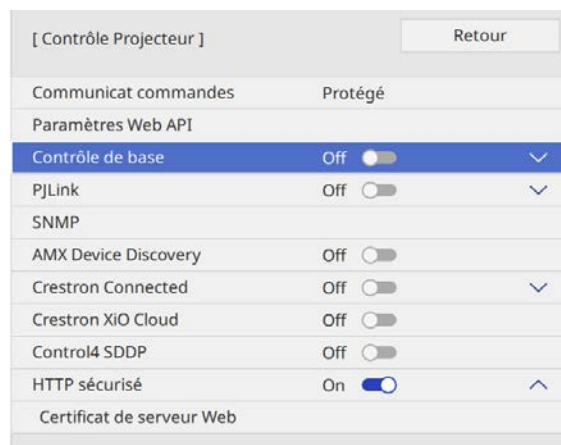 [ Contrôle Projecteur ] Retour
Communicat commandes Protégé
Paramètres Web API
Contrôle de base Off
PJLink Off
SNMP
AMX Device Discovery Off
Crestron Connected Off
Crestron XiO Cloud Off
Control4 SDDP Off
HTTP sécurisé On
Certificat de serveur Web